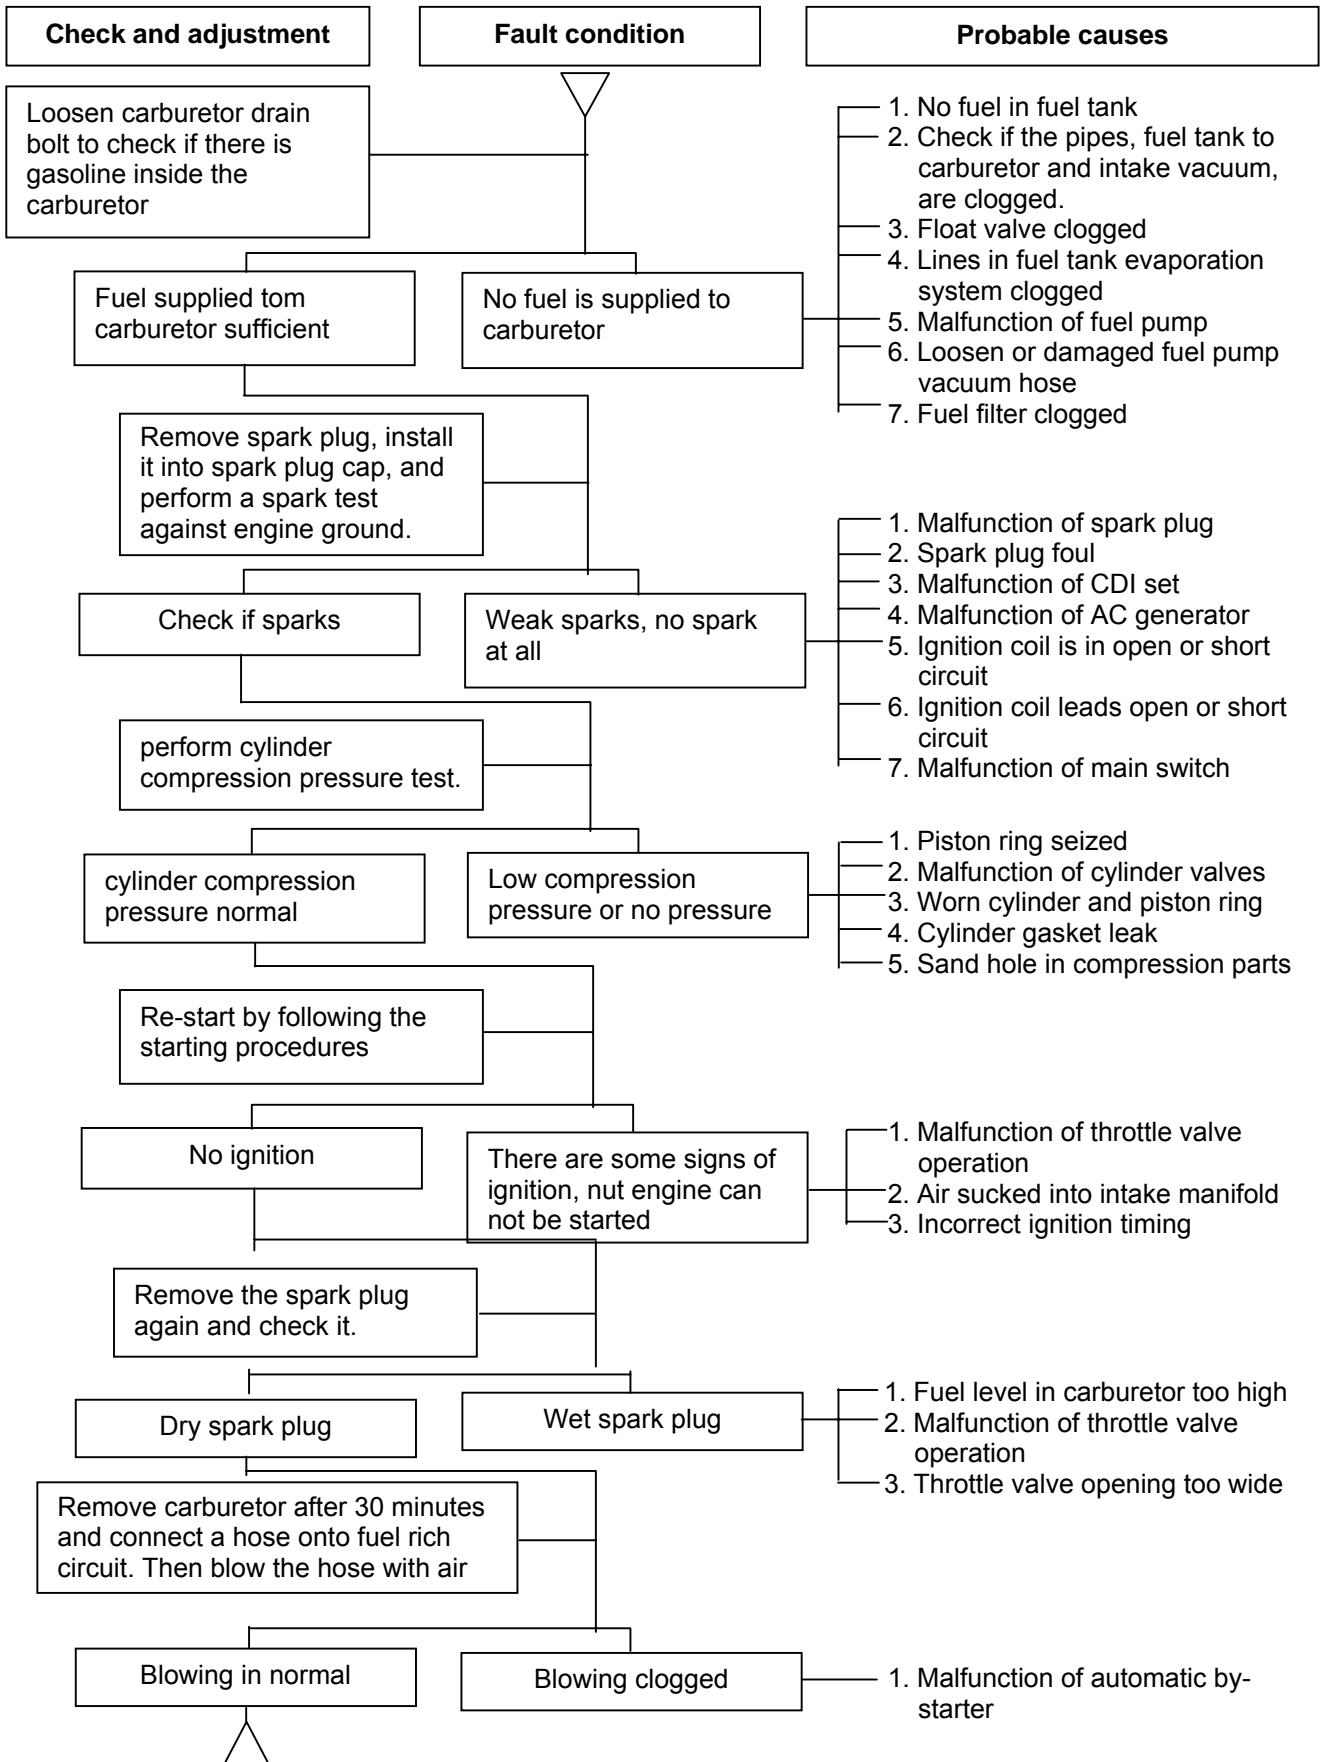 Check and adjustment
Fault condition
Probable causes
Loosen carburetor drain
bolt to check if there is
gasoline inside the
carburetor
1. No fuel in fuel tank
2. Check if the pipes, fuel tank to
carburetor and intake vacuum,
are clogged.
3. Float valve clogged
4. Lines in fuel tank evaporation
system clogged
5. Malfunction of fuel pump
6. Loosen or damaged fuel pump
vacuum hose
7. Fuel filter clogged
Fuel supplied tom
carburetor sufficient
No fuel is supplied to
carburetor
Remove spark plug, install
it into spark plug cap, and
perform a spark test
against engine ground.
1. Malfunction of spark plug
2. Spark plug foul
3. Malfunction of CDI set
4. Malfunction of AC generator
5. Ignition coil is in open or short
circuit
6. Ignition coil leads open or short
circuit
7. Malfunction of main switch
Check if sparks
Weak sparks, no spark
at all
perform cylinder
compression pressure test.
cylinder compression
pressure normal
Low compression
pressure or no pressure
1. Piston ring seized
2. Malfunction of cylinder valves
3. Worn cylinder and piston ring
4. Cylinder gasket leak
5. Sand hole in compression parts
Re-start by following the
starting procedures
No ignition
There are some signs of
ignition, nut engine can
not be started
1. Malfunction of throttle valve
operation
2. Air sucked into intake manifold
3. Incorrect ignition timing
Remove the spark plug
again and check it.
Dry spark plug
Wet spark plug
1. Fuel level in carburetor too high
2. Malfunction of throttle valve
operation
3. Throttle valve opening too wide
Remove carburetor after 30 minutes
and connect a hose onto fuel rich
circuit. Then blow the hose with air
Blowing in normal
Blowing clogged
1. Malfunction of automatic by-
starter